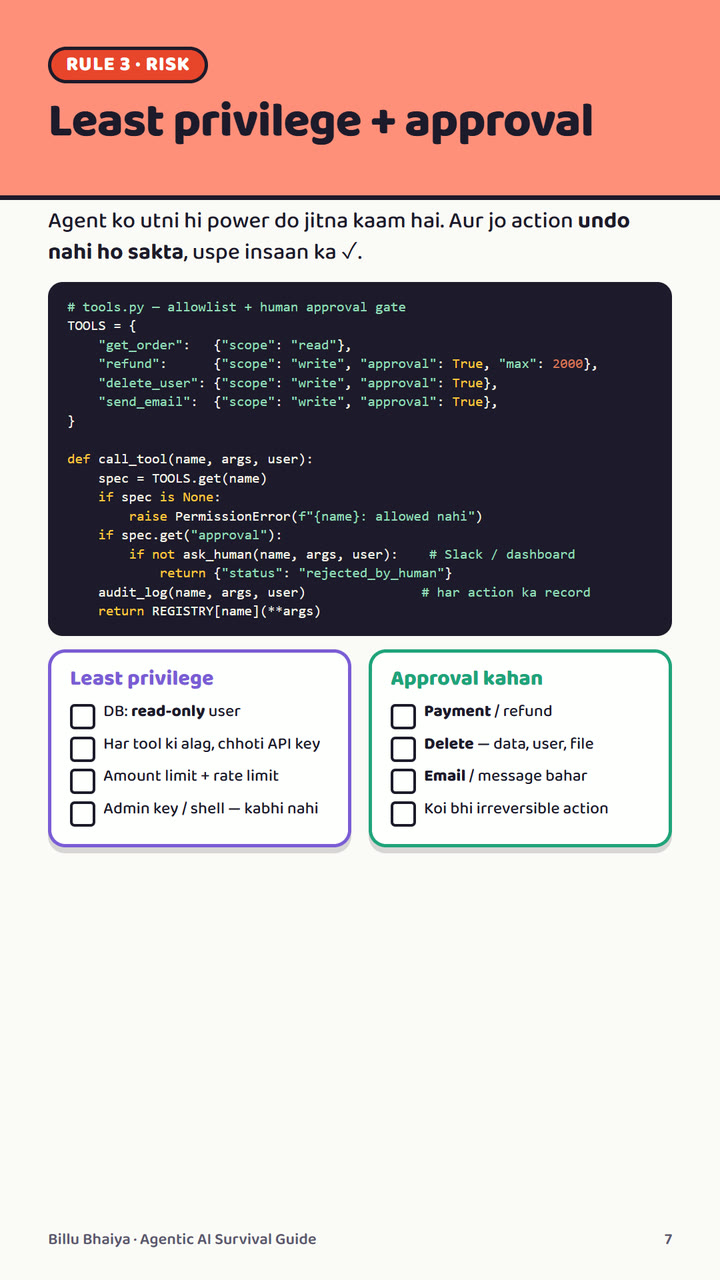 RULE 3 · RISK
Least privilege + approval
Agent ko utni hi power do jitna kaam hai. Aur jo action undo
nahi ho sakta, uspe insaan ka ✓.
# tools.py — allowlist + human approval gate
TOOLS = {
    "get_order":   {"scope": "read"},
    "refund":      {"scope": "write", "approval": True, "max": 2000},
    "delete_user": {"scope": "write", "approval": True},
    "send_email":  {"scope": "write", "approval": True},
}
def call_tool(name, args, user):
    spec = TOOLS.get(name)
    if spec is None:
        raise PermissionError(f"{name}: allowed nahi")
    if spec.get("approval"):
        if not ask_human(name, args, user):    # Slack / dashboard
            return {"status": "rejected_by_human"}
    audit_log(name, args, user)               # har action ka record
    return REGISTRY[name](**args)
Least privilege
DB: read-only user
Har tool ki alag, chhoti API key
Amount limit + rate limit
Admin key / shell — kabhi nahi
Approval kahan
Payment / refund
Delete — data, user, file
Email / message bahar
Koi bhi irreversible action
Billu Bhaiya · Agentic AI Survival Guide
7